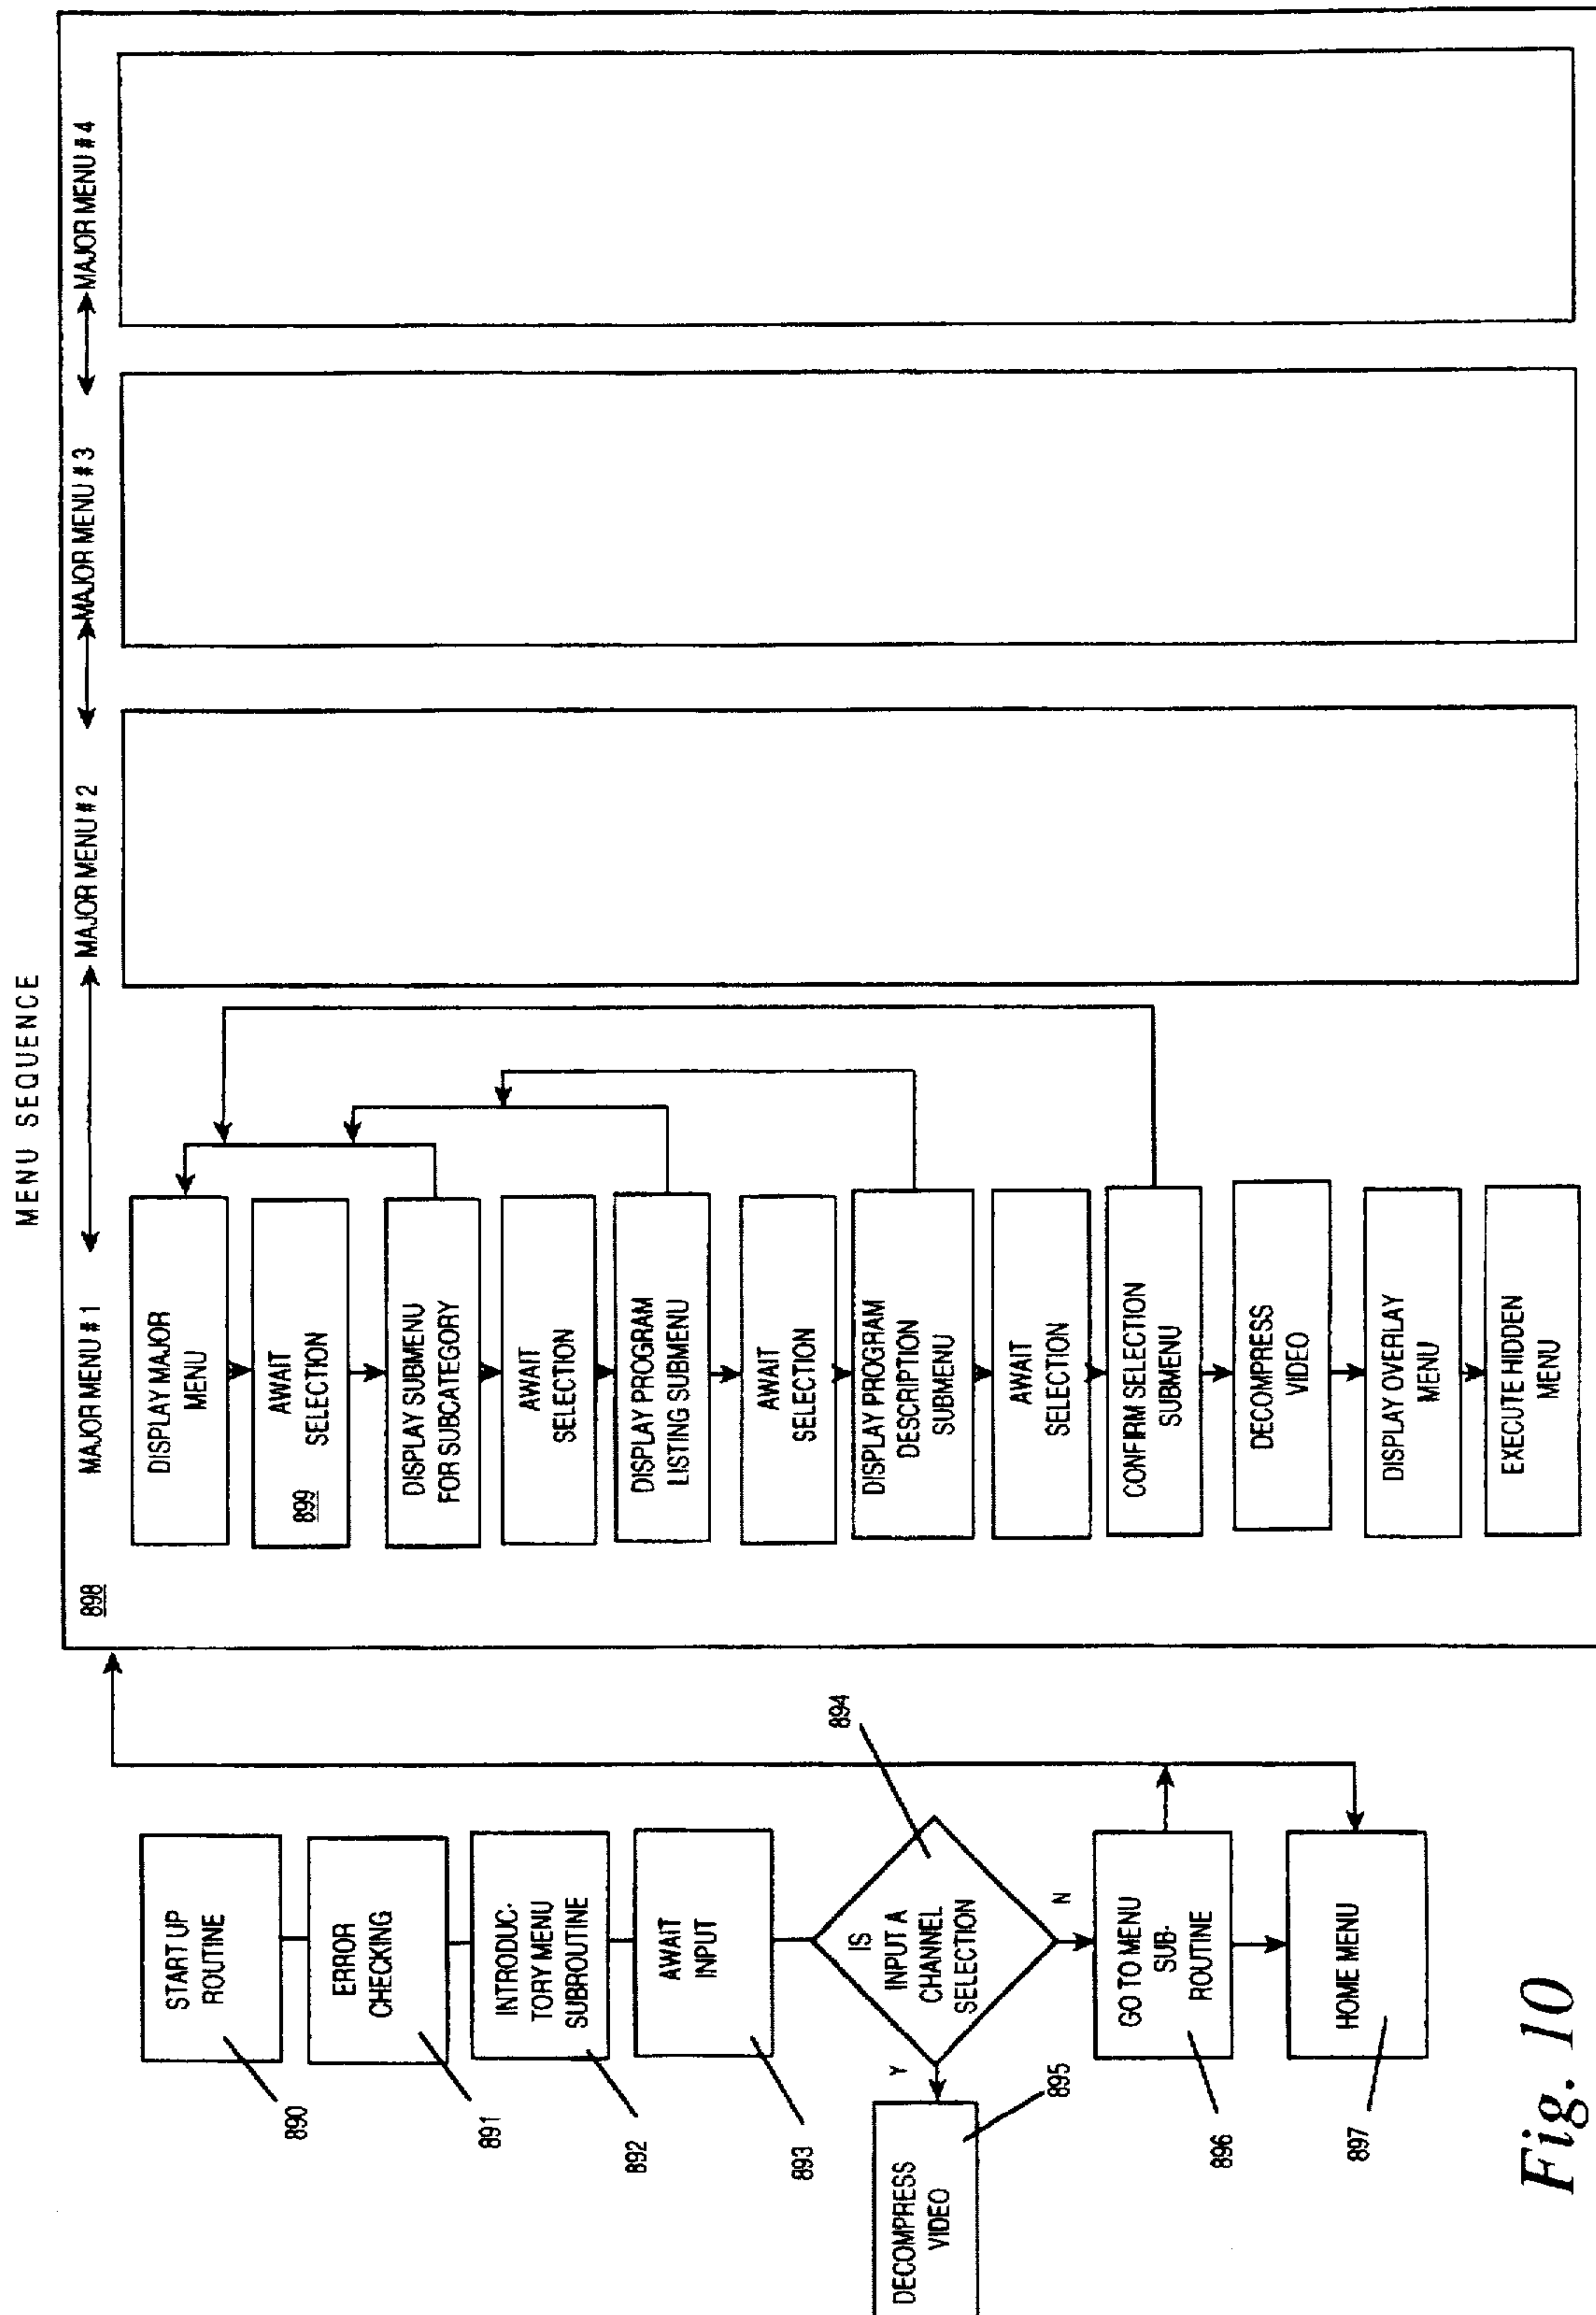 MENU SEQUENCE
START UP
ROUTINE
890
ERROR
CHECKING
891
INTRODUC-
TORY MENU
SUBROUTINE
892
AWAIT
INPUT
893
IS
INPUT A
CHANNEL
SELECTION
894
Y
N
DECOMPRESS
VIDEO
895
GO TO MENU
SUB-
ROUTINE
896
HOME MENU
897
898
MAJOR MENU # 1
MAJOR MENU # 2
MAJOR MENU # 3
MAJOR MENU # 4
DISPLAY MAJOR
MENU
AWAIT
SELECTION
899
DISPLAY SUBMENU
FOR SUBCATEGORY
AWAIT
SELECTION
DISPLAY PROGRAM
LISTING SUBMENU
AWAIT
SELECTION
DISPLAY PROGRAM
DESCRIPTION
SUBMENU
AWAIT
SELECTION
CONFIRM SELECTION
SUBMENU
DECOMPRESS
VIDEO
DISPLAY OVERLAY
MENU
EXECUTE HIDDEN
MENU
Fig. 10